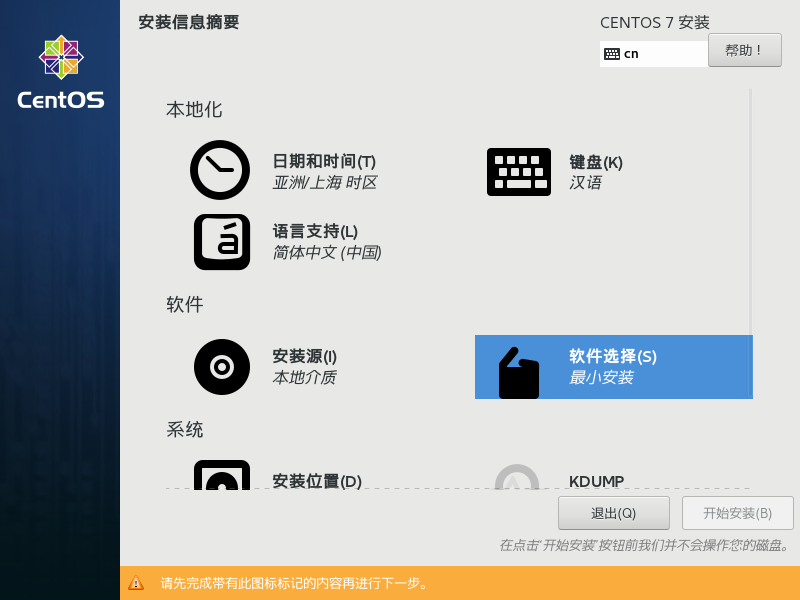 CentOS
安装信息摘要
CENTOS 7 安装
cn
帮助！
本地化
日期和时间(T)
亚洲/上海 时区
键盘(K)
汉语
语言支持(L)
简体中文 (中国)
软件
安装源(I)
本地介质
软件选择(S)
最小安装
系统
安装位置(D)
KDUMP
退出(Q)
开始安装(B)
在点击'开始安装'按钮前我们并不会操作您的磁盘。
请先完成带有此图标标记的内容再进行下一步。